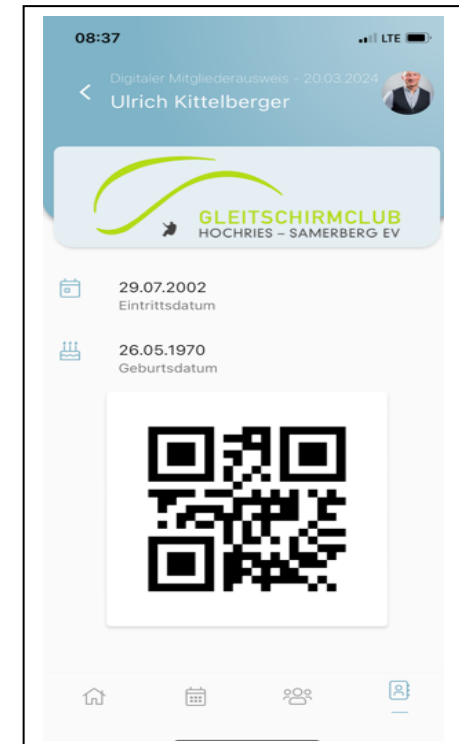 08:37
LTE
Digitaler Mitgliederausweis - 20.03.2024
Ulrich Kittelberger
GLEITSCHIRMCLUB
HOCHRIES – SAMERBERG EV
29.07.2002
Eintrittsdatum
26.05.1970
Geburtsdatum